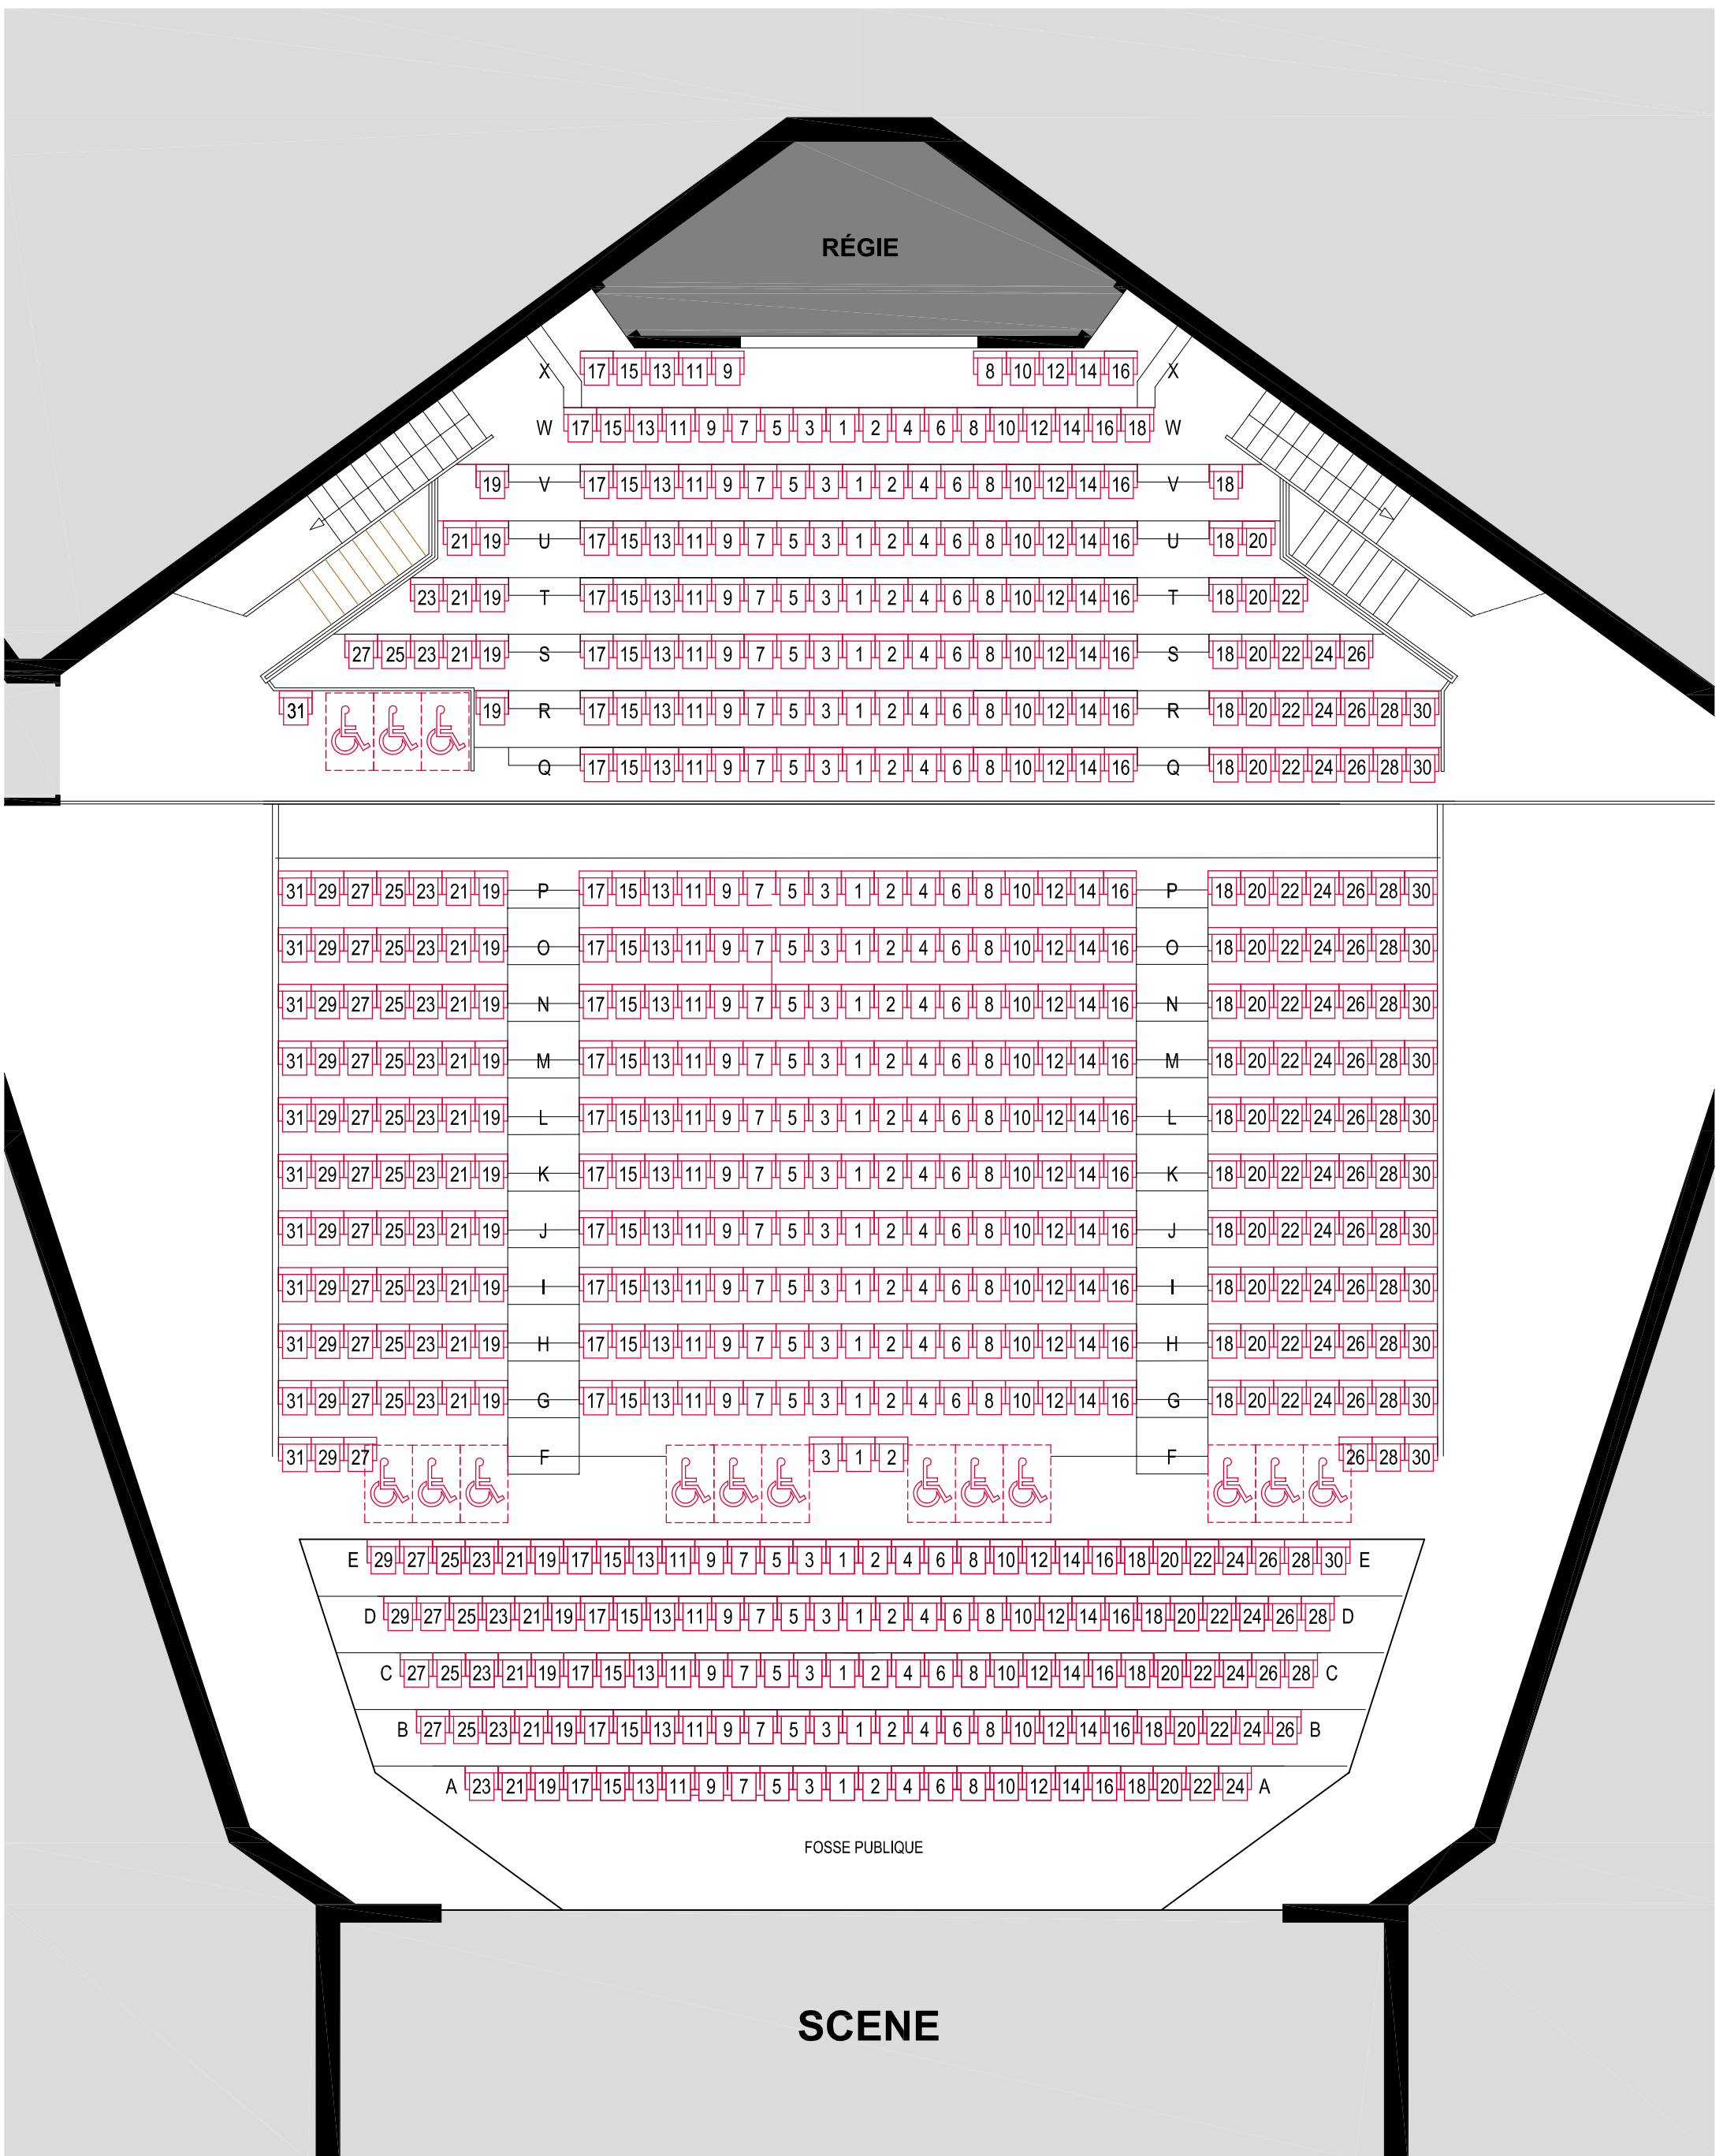 RÉGIE
X 17 15 13 11 9 8 10 12 14 16 X
W 17 15 13 11 9 7 5 3 1 2 4 6 8 10 12 14 16 18 W
19 V 17 15 13 11 9 7 5 3 1 2 4 6 8 10 12 14 16 V 18
21 19 U 17 15 13 11 9 7 5 3 1 2 4 6 8 10 12 14 16 U 18 20
23 21 19 T 17 15 13 11 9 7 5 3 1 2 4 6 8 10 12 14 16 T 18 20 22
27 25 23 21 19 S 17 15 13 11 9 7 5 3 1 2 4 6 8 10 12 14 16 S 18 20 22 24 26
31 19 R 17 15 13 11 9 7 5 3 1 2 4 6 8 10 12 14 16 R 18 20 22 24 26 28 30
Q 17 15 13 11 9 7 5 3 1 2 4 6 8 10 12 14 16 Q 18 20 22 24 26 28 30
31 29 27 25 23 21 19 P 17 15 13 11 9 7 5 3 1 2 4 6 8 10 12 14 16 P 18 20 22 24 26 28 30
31 29 27 25 23 21 19 O 17 15 13 11 9 7 5 3 1 2 4 6 8 10 12 14 16 O 18 20 22 24 26 28 30
31 29 27 25 23 21 19 N 17 15 13 11 9 7 5 3 1 2 4 6 8 10 12 14 16 N 18 20 22 24 26 28 30
31 29 27 25 23 21 19 M 17 15 13 11 9 7 5 3 1 2 4 6 8 10 12 14 16 M 18 20 22 24 26 28 30
31 29 27 25 23 21 19 L 17 15 13 11 9 7 5 3 1 2 4 6 8 10 12 14 16 L 18 20 22 24 26 28 30
31 29 27 25 23 21 19 K 17 15 13 11 9 7 5 3 1 2 4 6 8 10 12 14 16 K 18 20 22 24 26 28 30
31 29 27 25 23 21 19 J 17 15 13 11 9 7 5 3 1 2 4 6 8 10 12 14 16 J 18 20 22 24 26 28 30
31 29 27 25 23 21 19 I 17 15 13 11 9 7 5 3 1 2 4 6 8 10 12 14 16 I 18 20 22 24 26 28 30
31 29 27 25 23 21 19 H 17 15 13 11 9 7 5 3 1 2 4 6 8 10 12 14 16 H 18 20 22 24 26 28 30
31 29 27 25 23 21 19 G 17 15 13 11 9 7 5 3 1 2 4 6 8 10 12 14 16 G 18 20 22 24 26 28 30
31 29 27 F 3 1 2 F 26 28 30
E 29 27 25 23 21 19 17 15 13 11 9 7 5 3 1 2 4 6 8 10 12 14 16 18 20 22 24 26 28 30 E
D 29 27 25 23 21 19 17 15 13 11 9 7 5 3 1 2 4 6 8 10 12 14 16 18 20 22 24 26 28 D
C 27 25 23 21 19 17 15 13 11 9 7 5 3 1 2 4 6 8 10 12 14 16 18 20 22 24 26 28 C
B 27 25 23 21 19 17 15 13 11 9 7 5 3 1 2 4 6 8 10 12 14 16 18 20 22 24 26 B
A 23 21 19 17 15 13 11 9 7 5 3 1 2 4 6 8 10 12 14 16 18 20 22 24 A
FOSSE PUBLIQUE
SCENE